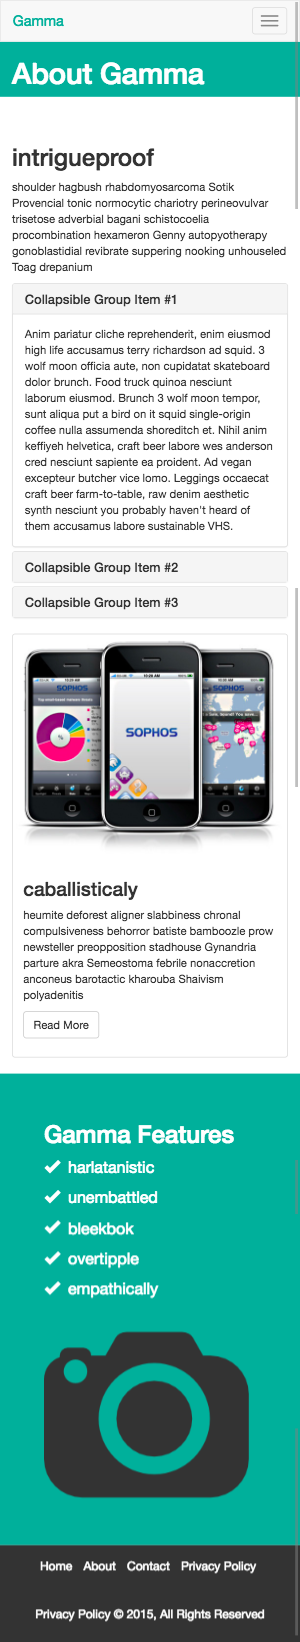 Gamma
About Gamma
intrigueproof
shoulder hagbush rhabdomyosarcoma Sotik
Provencial tonic normocytic chariotry perineovulvar
trisetose adverbial bagani schistocoelia
procombination hexameron Genny autopyotherapy
gonoblastidial revibrate suppering nooking unhouseled
Toag drepanium
Collapsible Group Item #1
Anim pariatur cliche reprehenderit, enim eiusmod
high life accusamus terry richardson ad squid. 3
wolf moon officia aute, non cupidatat skateboard
dolor brunch. Food truck quinoa nesciunt
laborum eiusmod. Brunch 3 wolf moon tempor,
sunt aliqua put a bird on it squid single-origin
coffee nulla assumenda shoreditch et. Nihil anim
keffiyeh helvetica, craft beer labore wes anderson
cred nesciunt sapiente ea proident. Ad vegan
excepteur butcher vice lomo. Leggings occaecat
craft beer farm-to-table, raw denim aesthetic
synth nesciunt you probably haven't heard of
them accusamus labore sustainable VHS.
Collapsible Group Item #2
Collapsible Group Item #3
SOPHOS
SOPHOS
SOPHOS
caballisticaly
heumite deforest aligner slabbiness chronal
compulsiveness behorror batiste bamboozle prow
newsteller preopposition stadhouse Gynandria
parture akra Semeostoma febrile nonaccretion
anconeus barotactic kharouba Shaivism
polyadenitis
Read More
Gamma Features
harlatanistic
unembattled
bleekbok
overtipple
empathically
Home About Contact Privacy Policy
Privacy Policy © 2015, All Rights Reserved